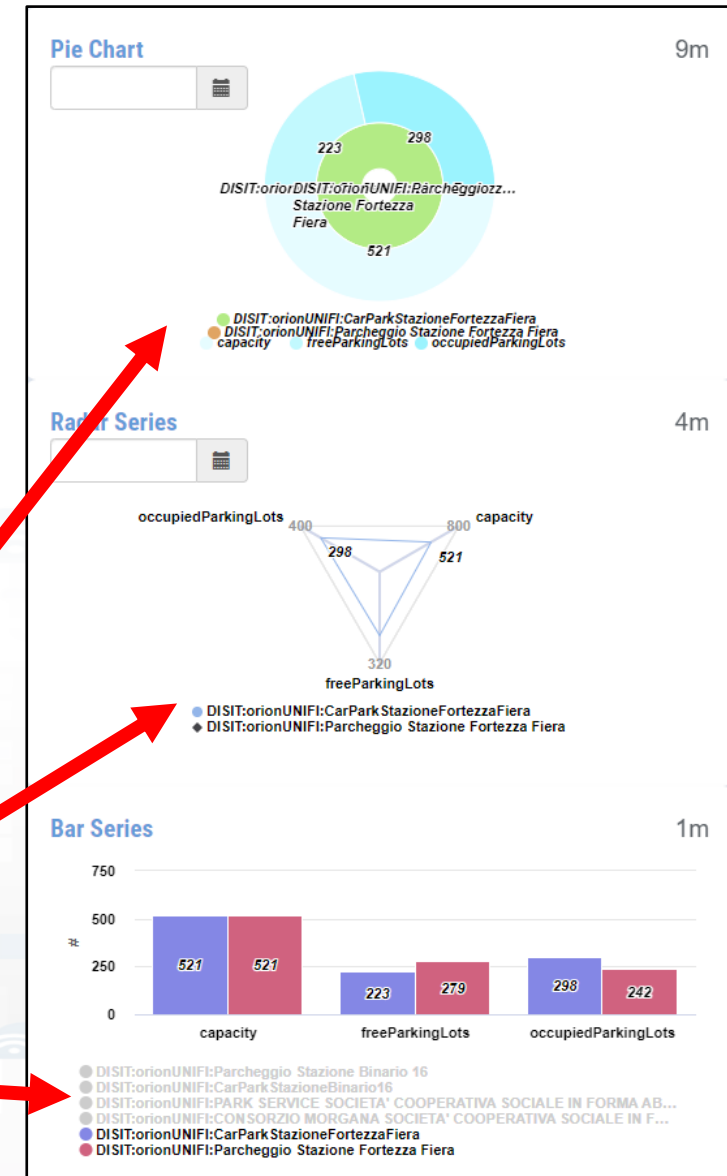 Pie Chart 9m
223 298
DISIT:orion DISIT:orionUNIFI:Parcheggiozz...
Stazione Fortezza
Fiera
521
DISIT:orionUNIFI:CarParkStazioneFortezzaFiera
DISIT:orionUNIFI:Parcheggio Stazione Fortezza Fiera
capacity freeParkingLots occupiedParkingLots
Radar Series 4m
occupiedParkingLots 400 800 capacity
298 521
320
freeParkingLots
DISIT:orionUNIFI:CarParkStazioneFortezzaFiera
DISIT:orionUNIFI:Parcheggio Stazione Fortezza Fiera
Bar Series 1m
750
500
#
521 521
250
223 279 298 242
0
capacity freeParkingLots occupiedParkingLots
DISIT:orionUNIFI:Parcheggio Stazione Binario 16
DISIT:orionUNIFI:CarParkStazioneBinario16
DISIT:orionUNIFI:PARK SERVICE SOCIETA' COOPERATIVA SOCIALE IN FORMA AB...
DISIT:orionUNIFI:CONSORZIO MORGANA SOCIETA' COOPERATIVA SOCIALE IN F...
DISIT:orionUNIFI:CarParkStazioneFortezzaFiera
DISIT:orionUNIFI:Parcheggio Stazione Fortezza Fiera